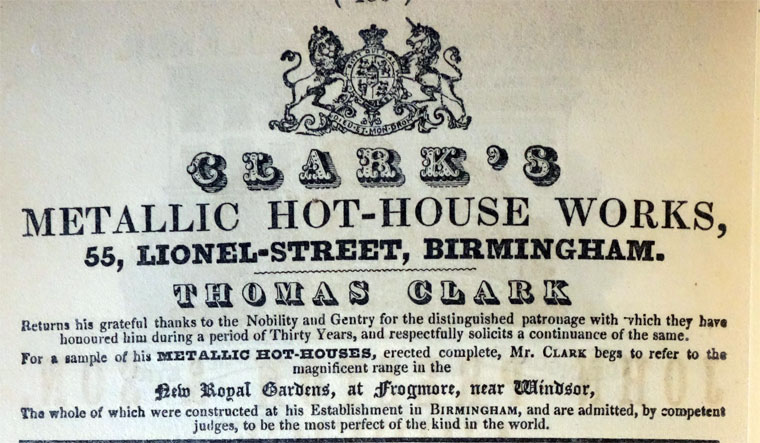 DIEU ET MON DROIT
CLARK'S
METALLIC HOT-HOUSE WORKS,
55, LIONEL-STREET, BIRMINGHAM.
THOMAS CLARK
Returns his grateful thanks to the Nobility and Gentry for the distinguished patronage with which they have
honoured him during a period of Thirty Years, and respectfully solicits a continuance of the same.
For a sample of his METALLIC HOT-HOUSES, erected complete, Mr. CLARK begs to refer to the
magnificent range in the
New Royal Gardens, at Frogmore, near Windsor,
The whole of which were constructed at his Establishment in BIRMINGHAM, and are admitted, by competent
judges, to be the most perfect of the kind in the world.